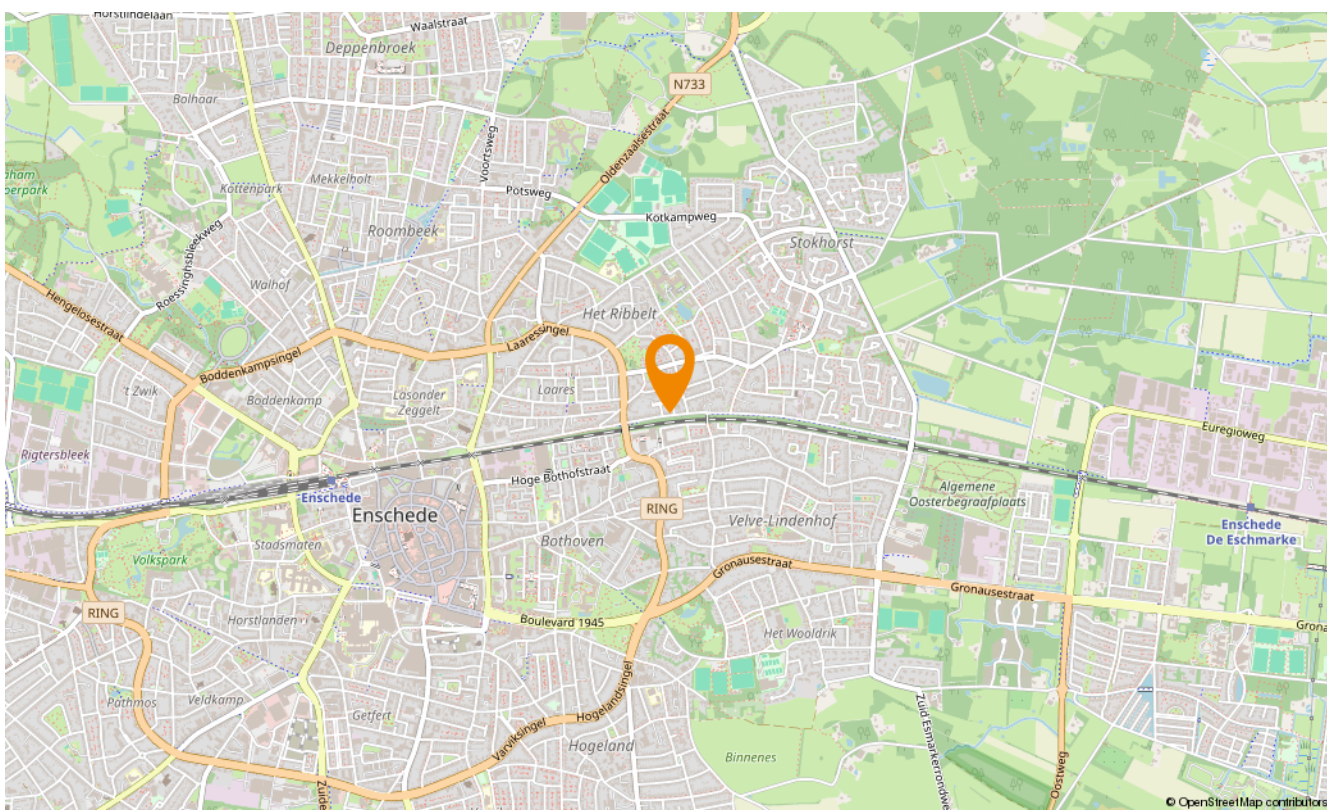 Horstlindelaan
Waalstraat
Deppenbroek
N733
Bolhaar
Voortsweg
Oldenzaalsestraat
Mekkelholt
Kottenpark
Potsweg
Kotkampweg
Roombeek
Stokhorst
Roessinghsbleekweg
Walhof
Hengelosestraat
Het Ribbelt
Laaressingel
Boddenkampsingel
't Zwik
Boddenkamp
Lasonder
Zeggelt
Laares
Euregioweg
Rigtersbleek
Hoge Bothofstraat
Enschede
Algemene
Oosterbegraafplaats
RING
Enschede
Velve-Lindenhof
Enschede
De Eschmarke
Stadsmaten
Bothoven
Volkspark
Gronausestraat
Gronausestraat
RING
Horstlanden
Boulevard 1945
Het Wooldrik
Grona
Pathmos
Veldkamp
Getfert
Hogelandsingel
Varviksingel
Hogeland
Zuid Esmarkerrondwe
Binnenes
Oostweg
Zuide
© OpenStreetMap contributors